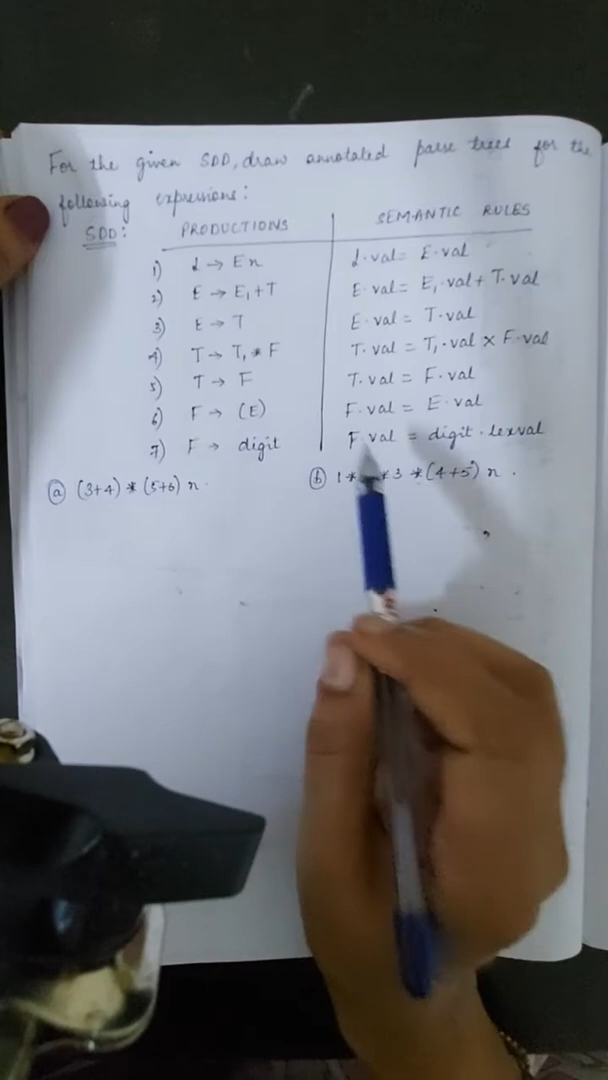 For the given SDD, draw annotated parse trees for the
following expressions:
SDD: PRODUCTIONS SEMANTIC RULES
1) L → En L.val = E.val
2) E → E₁ + T E.val = E₁.val + T.val
3) E → T E.val = T.val
4) T → T₁ * F T.val = T₁.val × F.val
5) T → F T.val = F.val
6) F → (E) F.val = E.val
7) F → digit F.val = digit.lexval
ⓐ (3+4) * (5+6) n. ⓑ 1 * *3 * (4+5) n.